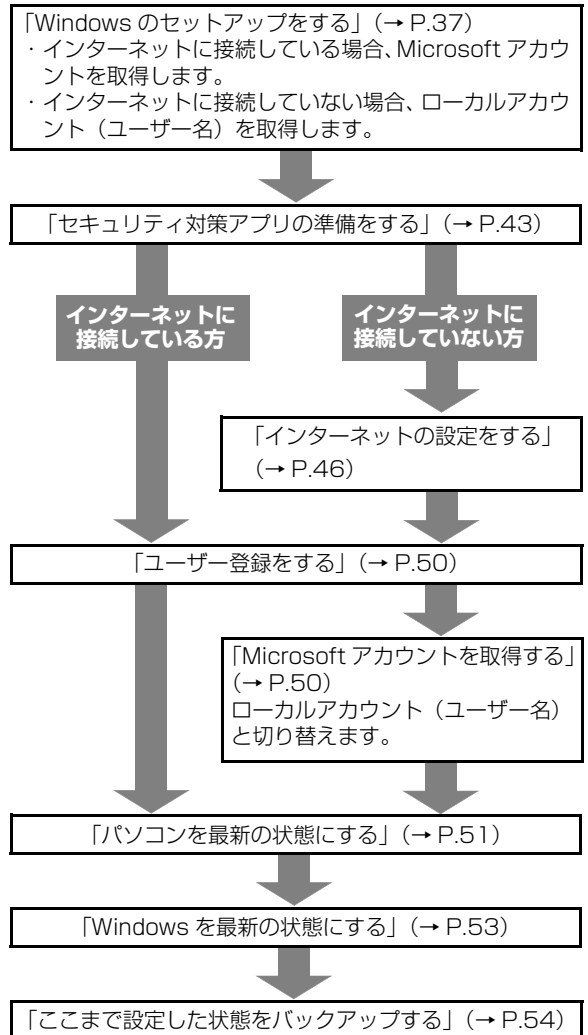 「Windows のセットアップをする」（→ P.37）
・インターネットに接続している場合、Microsoft アカウ
ントを取得します。
・インターネットに接続していない場合、ローカルアカウ
ント（ユーザー名）を取得します。
「セキュリティ対策アプリの準備をする」（→ P.43）
インターネットに
接続している方
インターネットに
接続していない方
「インターネットの設定をする」
（→ P.46）
「ユーザー登録をする」（→ P.50）
「Microsoft アカウントを取得する」
（→ P.50）
ローカルアカウント（ユーザー名）
と切り替えます。
「パソコンを最新の状態にする」（→ P.51）
「Windows を最新の状態にする」（→ P.53）
「ここまで設定した状態をバックアップする」（→ P.54）